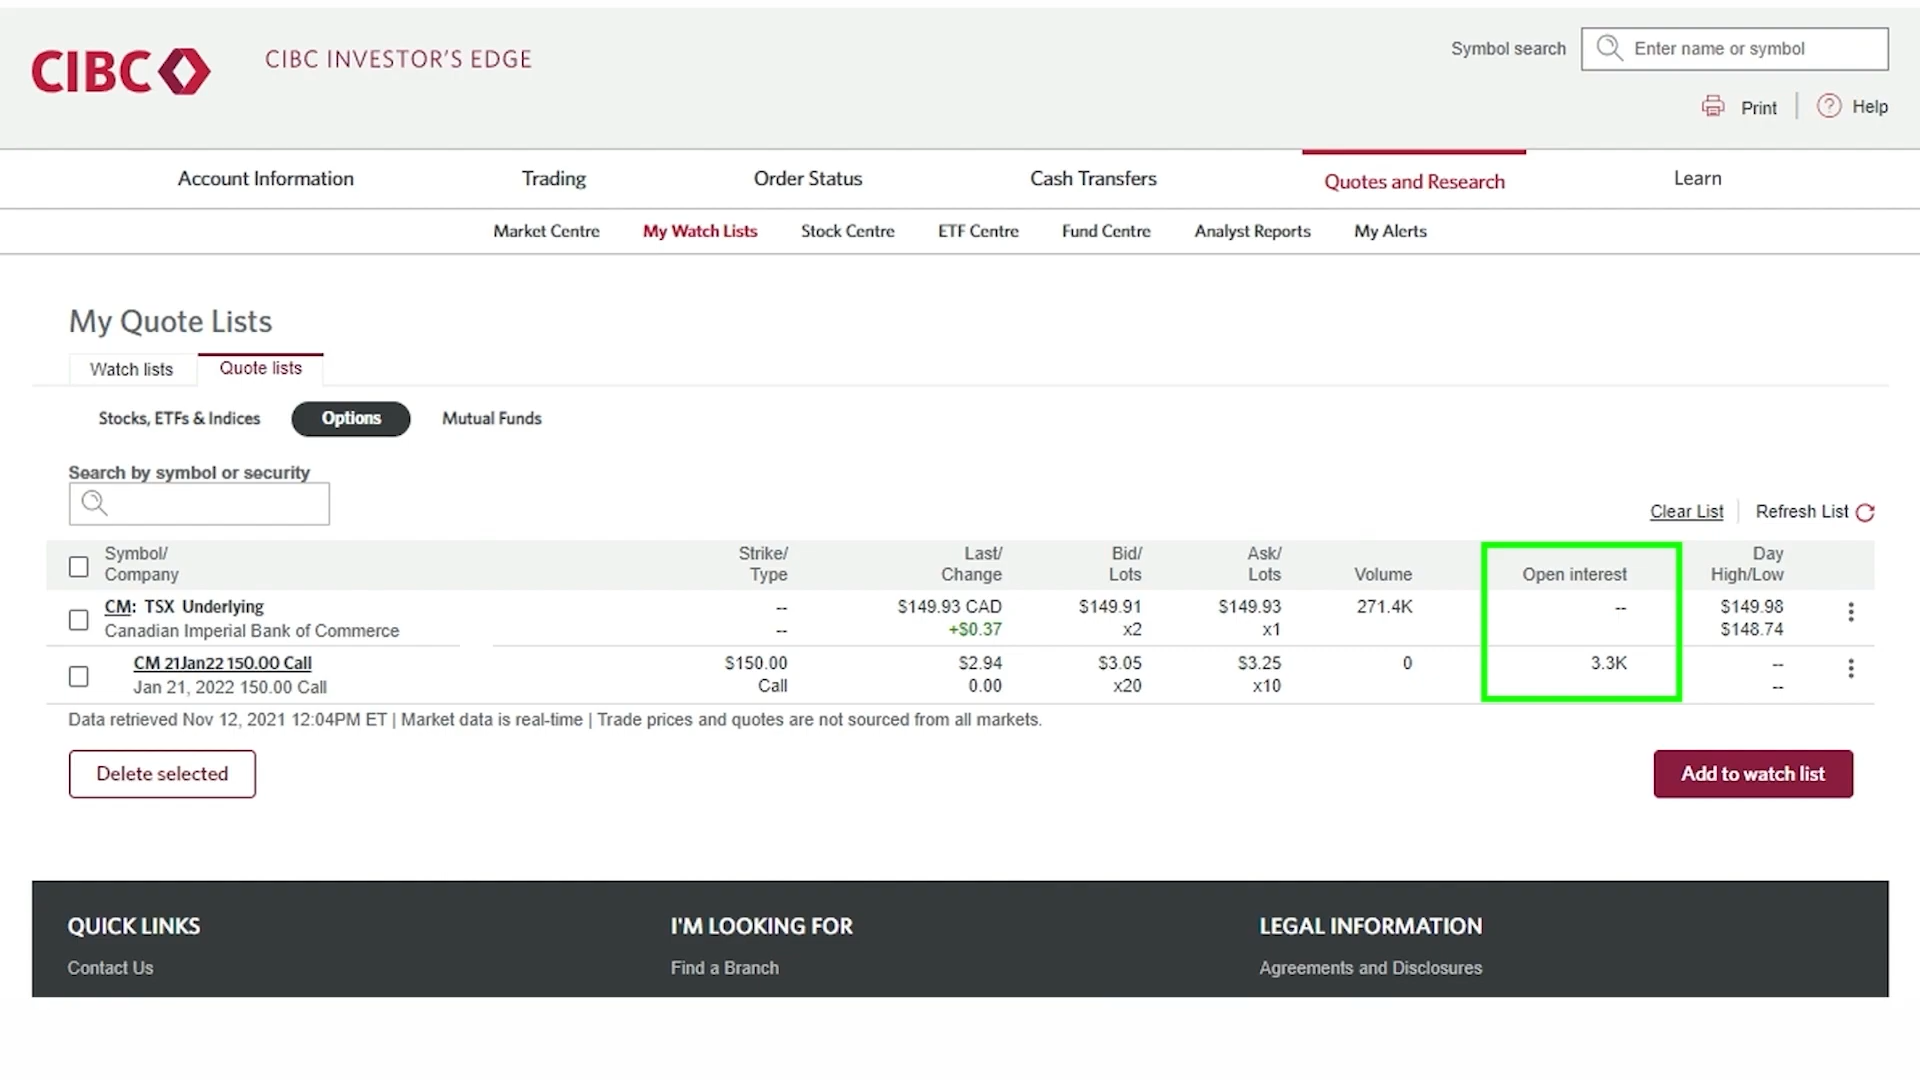 CIBC
CIBC INVESTOR'S EDGE
Symbol search
Enter name or symbol
Print
Help
Account Information
Trading
Order Status
Cash Transfers
Quotes and Research
Learn
Market Centre
My Watch Lists
Stock Centre
ETF Centre
Fund Centre
Analyst Reports
My Alerts
My Quote Lists
Watch lists
Quote lists
Stocks, ETFs & Indices
Options
Mutual Funds
Search by symbol or security
Clear List
Refresh List
Symbol/
Company
Strike/
Type
Last/
Change
Bid/
Lots
Ask/
Lots
Volume
Open interest
Day
High/Low
CM: TSX Underlying
Canadian Imperial Bank of Commerce
--
--
$149.93 CAD
+$0.37
$149.91
x2
$149.93
x1
271.4K
--
$149.98
$148.74
CM 21Jan22 150.00 Call
Jan 21, 2022 150.00 Call
$150.00
Call
$2.94
0.00
$3.05
x20
$3.25
x10
0
3.3K
--
--
Data retrieved Nov 12, 2021 12:04PM ET | Market data is real-time | Trade prices and quotes are not sourced from all markets.
Delete selected
Add to watch list
QUICK LINKS
I'M LOOKING FOR
LEGAL INFORMATION
Contact Us
Find a Branch
Agreements and Disclosures